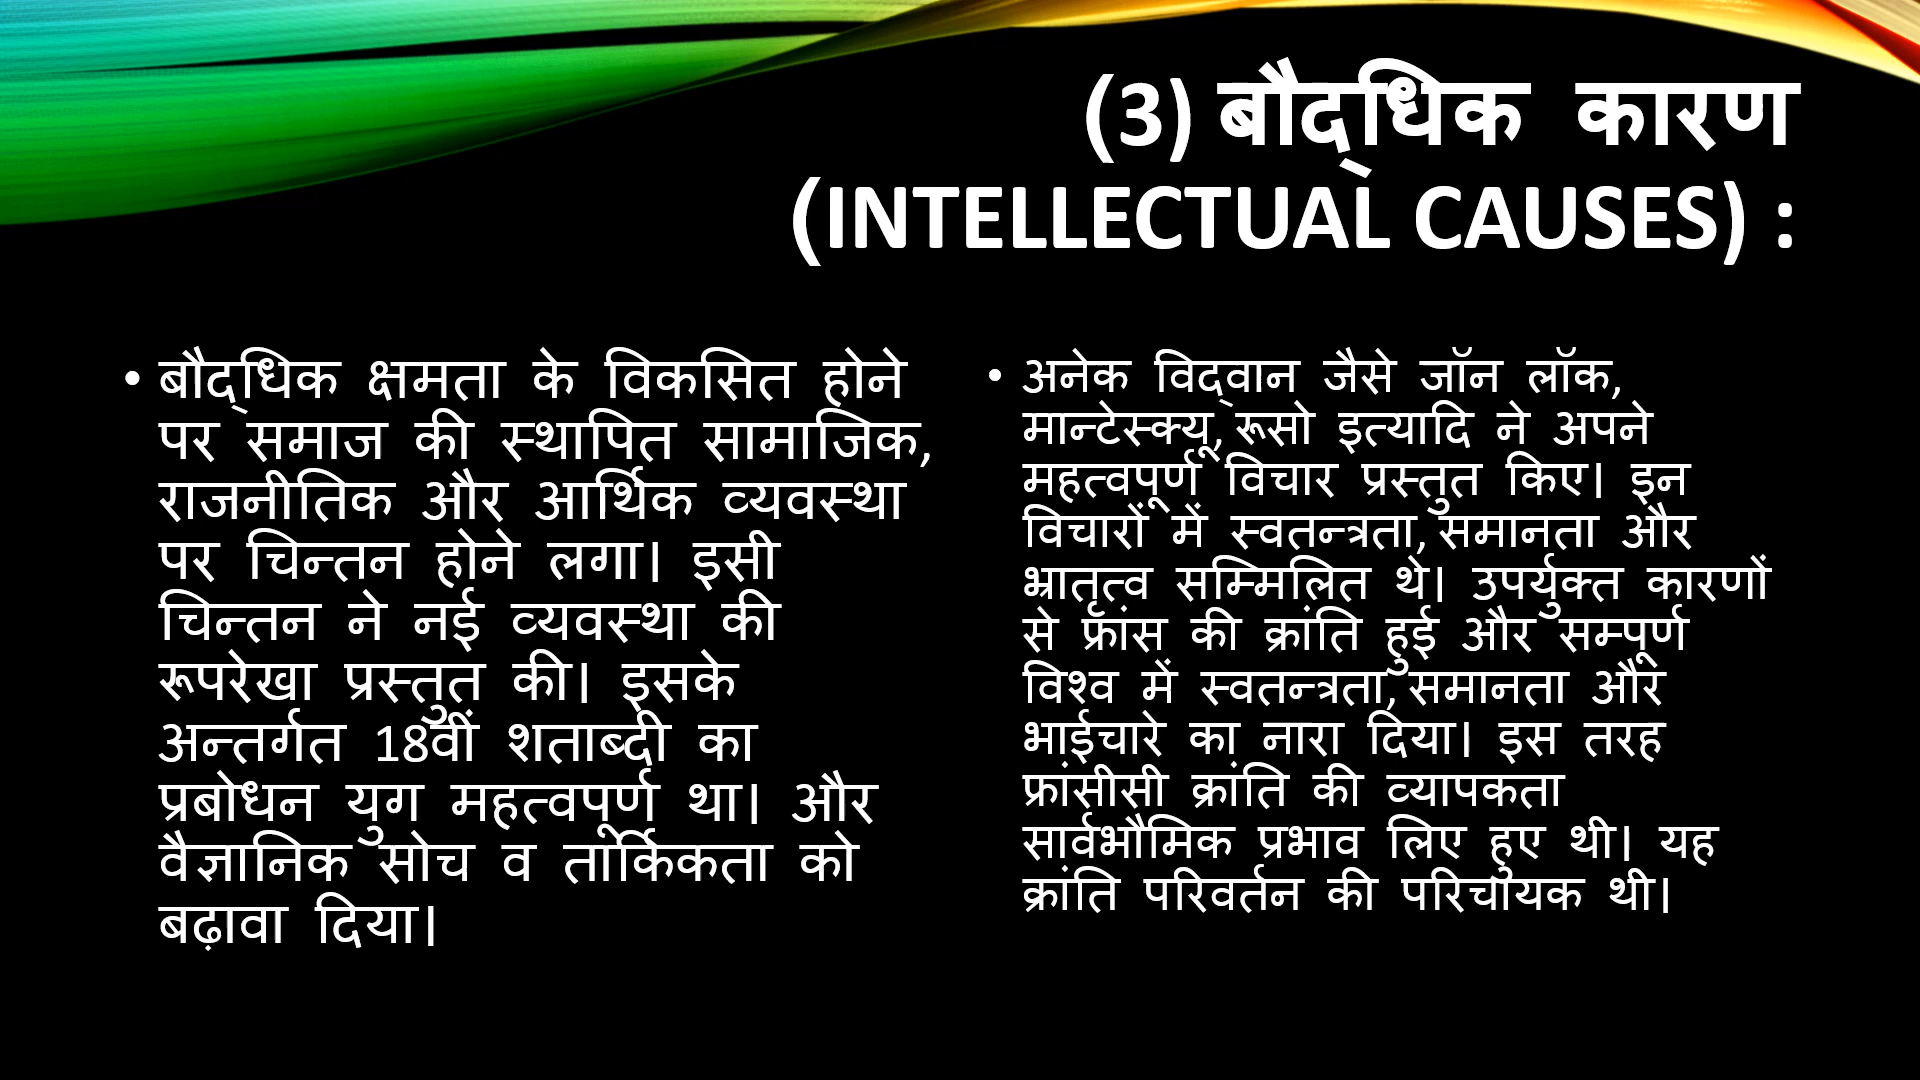 (3) बौद्धिक कारण
(INTELLECTUAL CAUSES) :
• बौद्धिक क्षमता के विकसित होने
पर समाज की स्थापित सामाजिक,
राजनीतिक और आर्थिक व्यवस्था
पर चिन्तन होने लगा। इसी
चिन्तन ने नई व्यवस्था की
रूपरेखा प्रस्तुत की। इसके
अन्तर्गत 18वीं शताब्दी का
प्रबोधन युग महत्वपूर्ण था। और
वैज्ञानिक सोच व तार्किकता को
बढ़ावा दिया।
• अनेक विद्वान जैसे जॉन लॉक,
मान्टेस्क्यू, रूसो इत्यादि ने अपने
महत्वपूर्ण विचार प्रस्तुत किए। इन
विचारों में स्वतन्त्रता, समानता और
भ्रातृत्व सम्मिलित थे। उपर्युक्त कारणों
से फ्रांस की क्रांति हुई और सम्पूर्ण
विश्व में स्वतन्त्रता, समानता और
भाईचारे का नारा दिया। इस तरह
फ्रांसीसी क्रांति की व्यापकता
सार्वभौमिक प्रभाव लिए हुए थी। यह
क्रांति परिवर्तन की परिचायक थी।